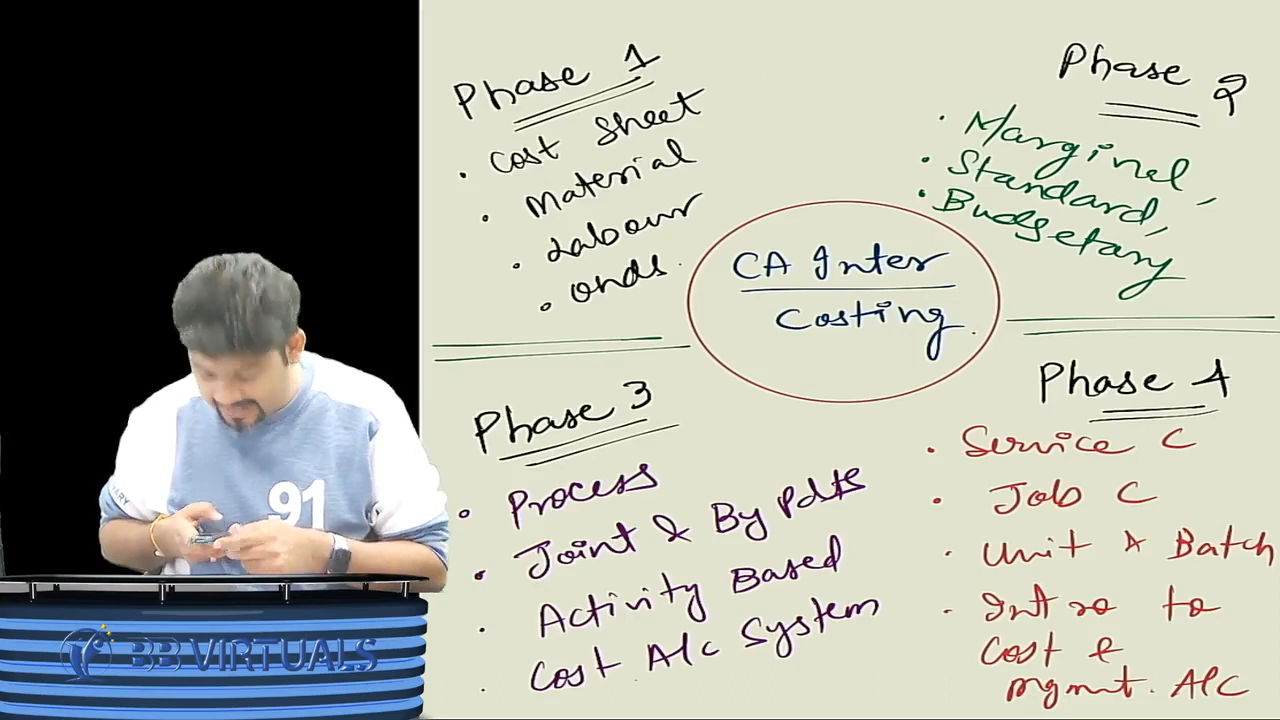 Phase 1
• Cost Sheet
• Material
• Labour
• OHDs.
Phase 2
• Marginal,
• Standard,
• Budgetary
CA Inter
Costing.
Phase 3
• Process
• Joint & By Pdts
• Activity Based
• Cost A/c System
Phase 4
• Service C
• Job C
• Unit & Batch
• Intro to
Cost &
Mgmt. A/C
91
BB VIRTUALS